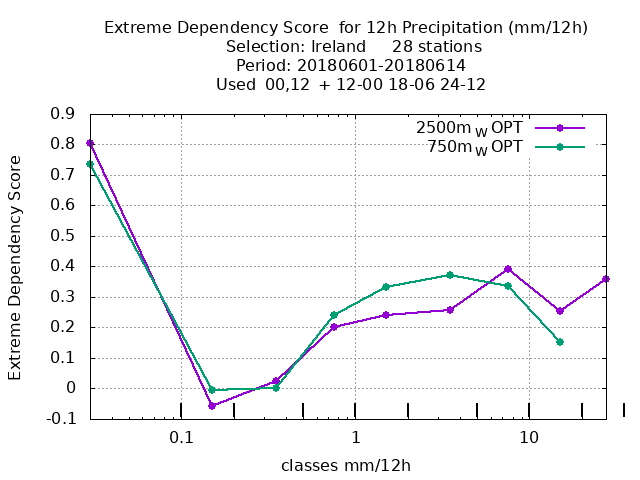 Extreme Dependency Score  for 12h Precipitation (mm/12h)
Selection: Ireland     28 stations
Period: 20180601-20180614
Used  00,12  + 12-00 18-06 24-12
2500m W OPT
750m W OPT
Extreme Dependency Score
0.9
0.8
0.7
0.6
0.5
0.4
0.3
0.2
0.1
0
-0.1
0.1 1 10
classes mm/12h